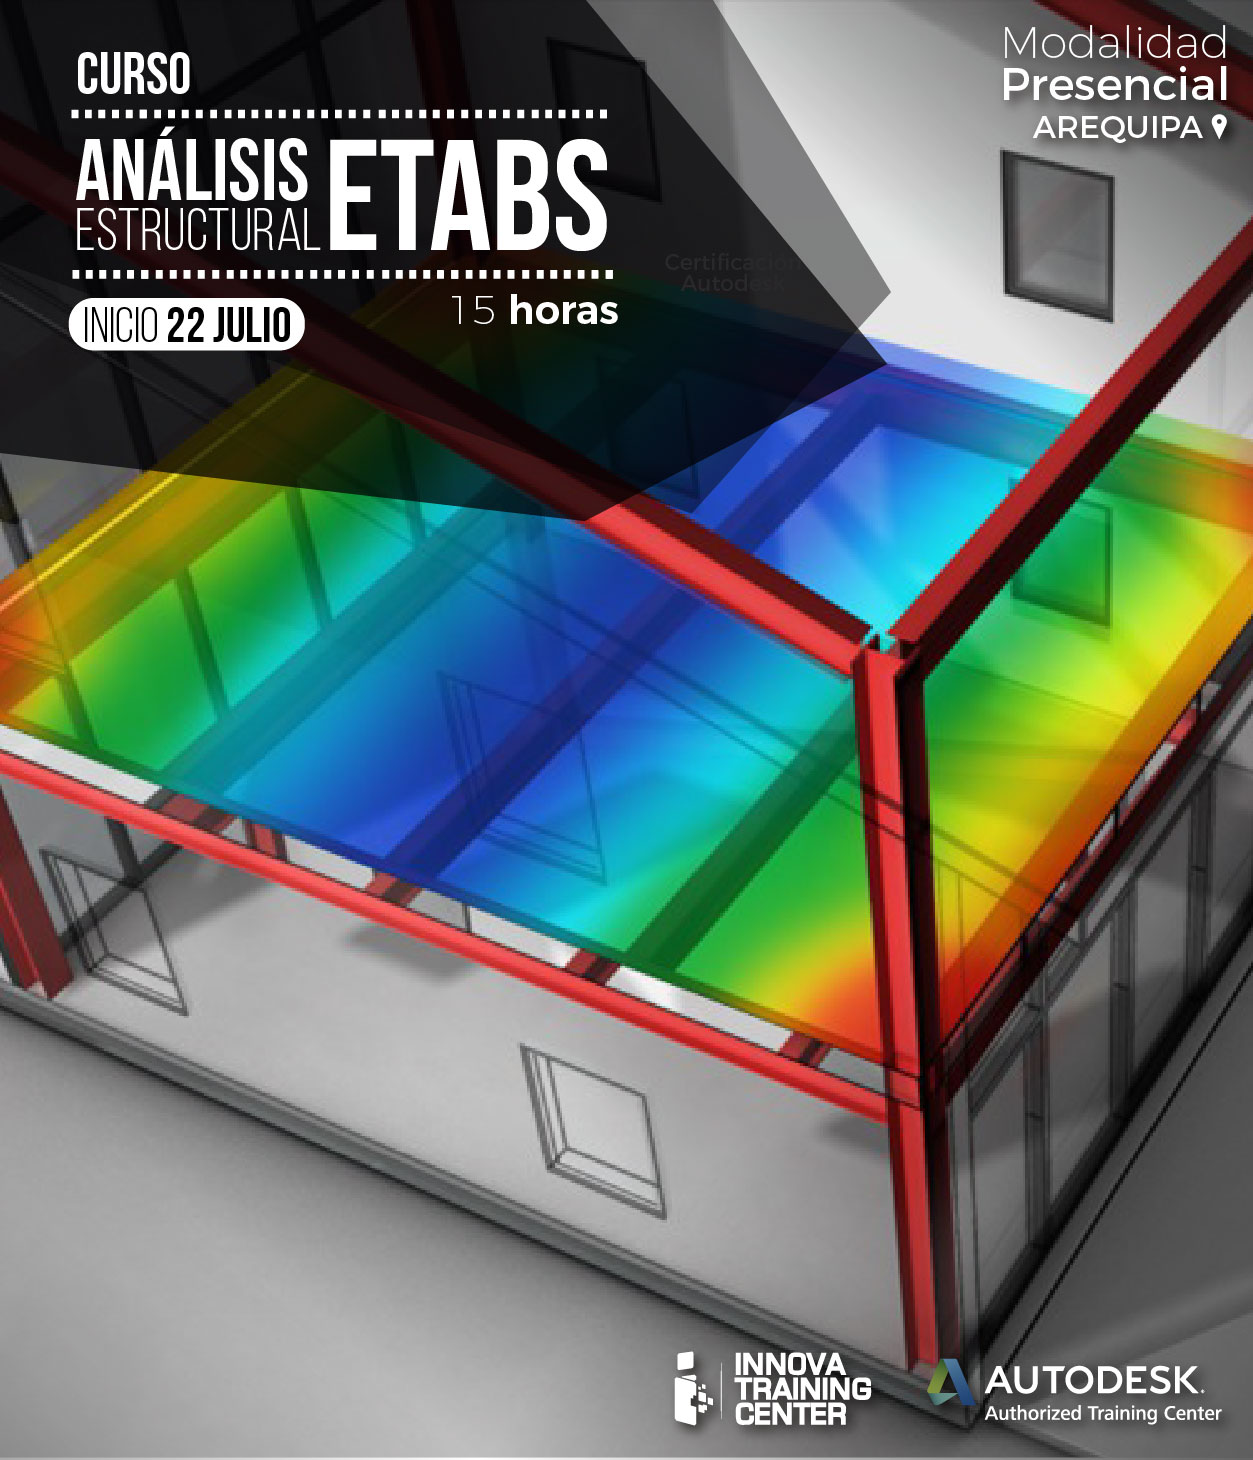 CURSO
ANÁLISIS
ESTRUCTURAL
ETABS
INICIO 22 JULIO
15 horas
Certificación
Autodesk
Modalidad
Presencial
AREQUIPA
INNOVA
TRAINING
CENTER
AUTODESK.
Authorized Training Center